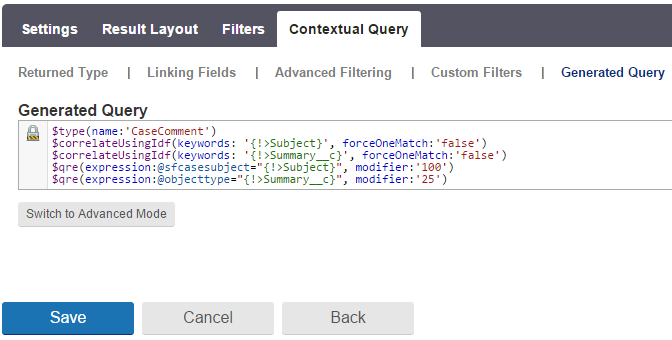 Settings Result Layout Filters Contextual Query
Returned Type | Linking Fields | Advanced Filtering | Custom Filters | Generated Query
Generated Query
$type(name:'CaseComment')
$correlateUsingIdf(keywords: '{!>Subject}', forceOneMatch:'false')
$correlateUsingIdf(keywords: '{!>Summary__c}', forceOneMatch:'false')
$qre(expression:@sfcasesubject="{!>Subject}", modifier:'100')
$qre(expression:@objecttype="{!>Summary__c}", modifier:'25')
Switch to Advanced Mode
Save Cancel Back